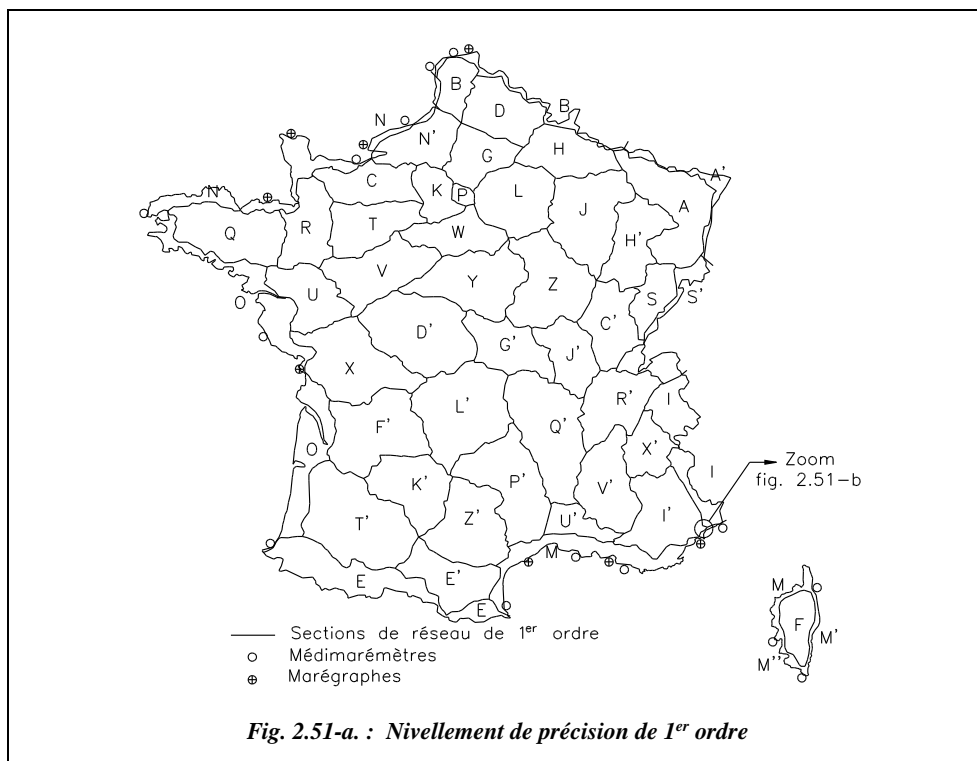 B
D
B
N
N'
G
H
A'
C
K
P
L
J
A
N'
Q
R
T
W
H'
V
Y
Z
S
S'
O
U
C'
D'
G'
J'
X
R'
I
L'
F'
Q'
X'
O
I
Zoom
fig. 2.51-b
K'
P'
V'
T'
Z'
U'
I'
M
E
E'
E
M
F
M'
M''
Sections de réseau de 1er ordre
Médimarémètres
Marégraphes
Fig. 2.51-a. : Nivellement de précision de 1er ordre